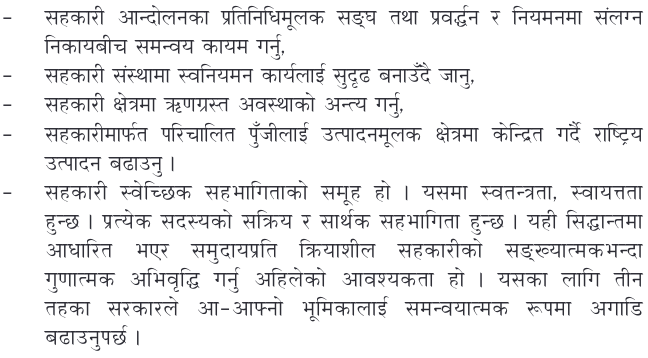 - सहकारी आन्दोलनका प्रतिनिधिमूलक सङ्घ तथा प्रवर्द्धन र नियमनमा संलग्न
निकायबीच समन्वय कायम गर्नु,
- सहकारी संस्थामा स्वनियमन कार्यलाई सुदृढ बनाउँदै जानु,
- सहकारी क्षेत्रमा ऋणग्रस्त अवस्थाको अन्त्य गर्नु,
- सहकारीमार्फत परिचालित पुँजीलाई उत्पादनमूलक क्षेत्रमा केन्द्रित गर्दै राष्ट्रिय
उत्पादन बढाउनु ।
- सहकारी स्वेच्छिक सहभागिताको समूह हो । यसमा स्वतन्त्रता, स्वायत्तता
हुन्छ । प्रत्येक सदस्यको सक्रिय र सार्थक सहभागिता हुन्छ । यही सिद्धान्तमा
आधारित भएर समुदायप्रति क्रियाशील सहकारीको सङ्ख्यात्मकभन्दा
गुणात्मक अभिवृद्धि गर्नु अहिलेको आवश्यकता हो । यसका लागि तीन
तहका सरकारले आ-आफ्नो भूमिकालाई समन्वयात्मक रूपमा अगाडि
बढाउनुपर्छ ।